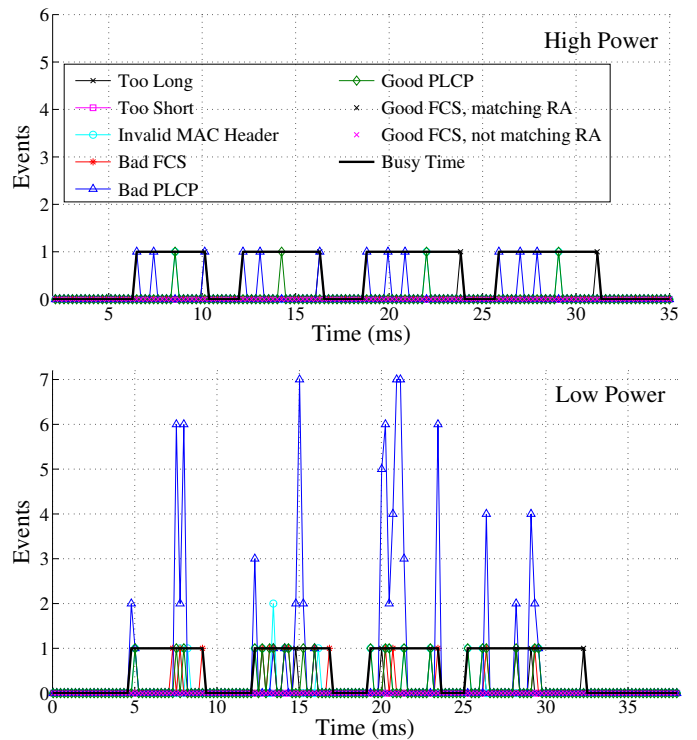 6
5
4
3
2
1
0
Events
High Power
Too Long
Too Short
Invalid MAC Header
Bad FCS
Bad PLCP
Good PLCP
Good FCS, matching RA
Good FCS, not matching RA
Busy Time
5 10 15 20 25 30 35
Time (ms)
7
6
5
4
3
2
1
0
Events
Low Power
0 5 10 15 20 25 30 35
Time (ms)